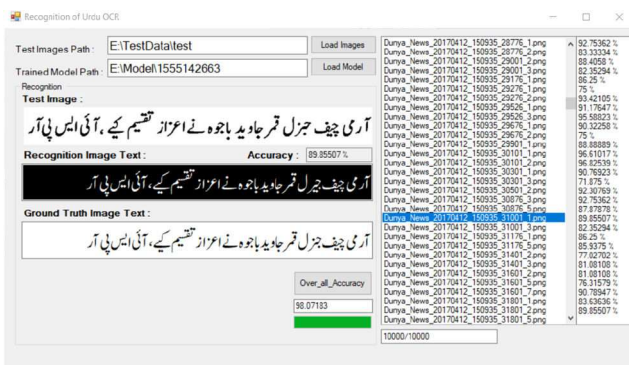 Recognition of Urdu OCR
Test Images Path : E:\TestData\test Load Images
Trained Model Path : E:\Model\1555142663 Load Model
Recognition
Test Image :
آرمی چیف جنرل قمر جاوید باجوہ نے اعزاز تقسیم کیے ،آئی ایس پی آر
Recognition Image Text : Accuracy : 89.85507 %
آرمی چیف جیرل قمر جاوید باجوہ نے اعزاز تقسیم کیے، آئی ایس پی آر
Ground Truth Image Text :
آرمی چیف جنرل قمر جاوید باجوہ نے اعزاز تقسیم کیے، آئی ایس پی آر
Over_all_Accuracy
98.07183
Dunya_News_20170412_150935_28776_1.png 92.75362 %
Dunya_News_20170412_150935_28776_2.png 83.33334 %
Dunya_News_20170412_150935_29001_2.png 88.4058 %
Dunya_News_20170412_150935_29001_3.png 82.35294 %
Dunya_News_20170412_150935_29176_1.png 86.25 %
Dunya_News_20170412_150935_29276_1.png 75 %
Dunya_News_20170412_150935_29276_2.png 93.42105 %
Dunya_News_20170412_150935_29526_1.png 91.17647 %
Dunya_News_20170412_150935_29526_3.png 95.58823 %
Dunya_News_20170412_150935_29676_1.png 90.32258 %
Dunya_News_20170412_150935_29676_2.png 75 %
Dunya_News_20170412_150935_29901_1.png 88.88889 %
Dunya_News_20170412_150935_30101_1.png 96.61017 %
Dunya_News_20170412_150935_30101_2.png 96.82539 %
Dunya_News_20170412_150935_30301_1.png 90.76923 %
Dunya_News_20170412_150935_30301_3.png 71.875 %
Dunya_News_20170412_150935_30501_2.png 92.30769 %
Dunya_News_20170412_150935_30876_3.png 92.75362 %
Dunya_News_20170412_150935_30876_5.png 87.87878 %
Dunya_News_20170412_150935_31001_1.png 89.85507 %
Dunya_News_20170412_150935_31001_3.png 82.35294 %
Dunya_News_20170412_150935_31176_1.png 86.25 %
Dunya_News_20170412_150935_31176_5.png 85.9375 %
Dunya_News_20170412_150935_31401_2.png 77.02702 %
Dunya_News_20170412_150935_31401_3.png 81.08108 %
Dunya_News_20170412_150935_31601_2.png 81.08108 %
Dunya_News_20170412_150935_31601_5.png 76.31579 %
Dunya_News_20170412_150935_31601_7.png 90.78947 %
Dunya_News_20170412_150935_31801_1.png 83.63636 %
Dunya_News_20170412_150935_31801_2.png 89.85507 %
Dunya_News_20170412_150935_31801_5.png
10000/10000